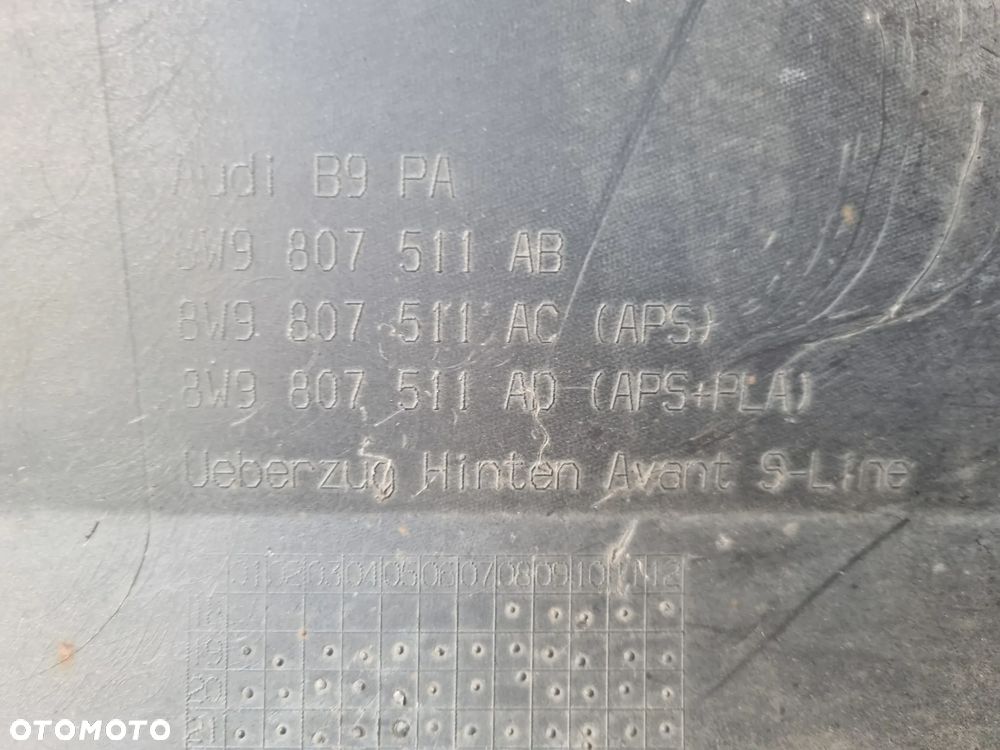 Audi B9 PA
8W9 807 511 AB
8W9 807 511 AC (APS)
8W9 807 511 AD (APS+PLA)
Ueberzug Hinten Avant S-Line
01 02 03 04 05 06 07 08 09 10 11 12
19
20
21
OTOMOTO